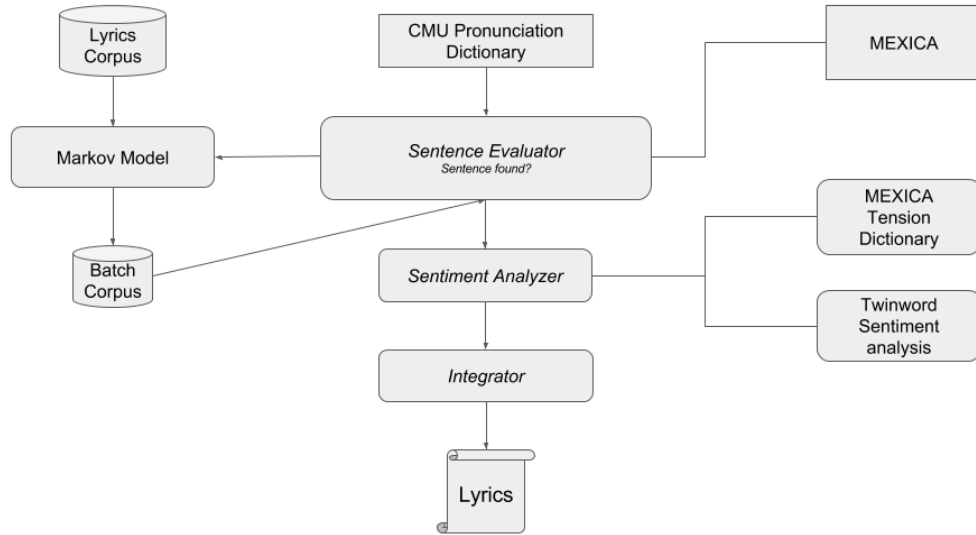 Lyrics
Corpus
CMU Pronunciation
Dictionary
MEXICA
Markov Model
Sentence Evaluator
Sentence found?
MEXICA
Tension
Dictionary
Batch
Corpus
Sentiment Analyzer
Twinword
Sentiment
analysis
Integrator
Lyrics